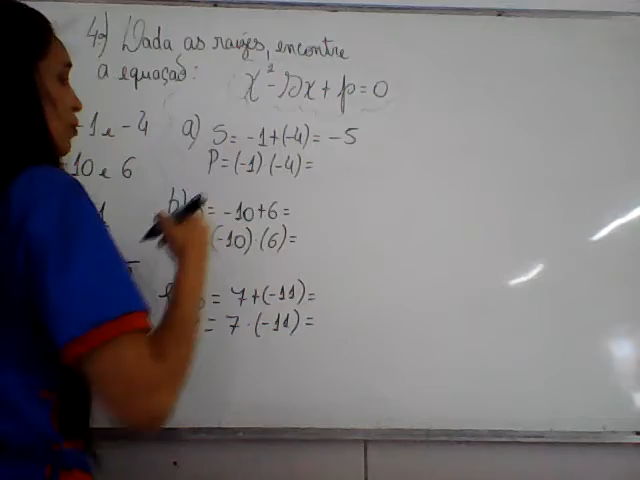 4) Dada as raízes, encontre
a equação: x² - Sx + p = 0
-1 e -4
a) S = -1 + (-4) = -5
P = (-1) (-4) =
10 e 6
b) = -10 + 6 =
(-10) · (6) =
1
= 7 + (-11) =
= 7 · (-11) =